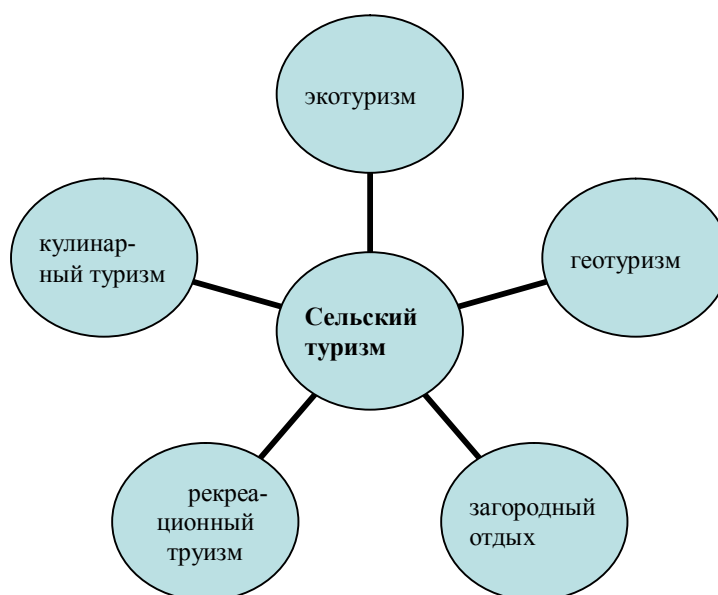 экотуризм
кулинар-
ный туризм
геотуризм
Сельский
туризм
рекреа-
ционный
труизм
загородный
отдых